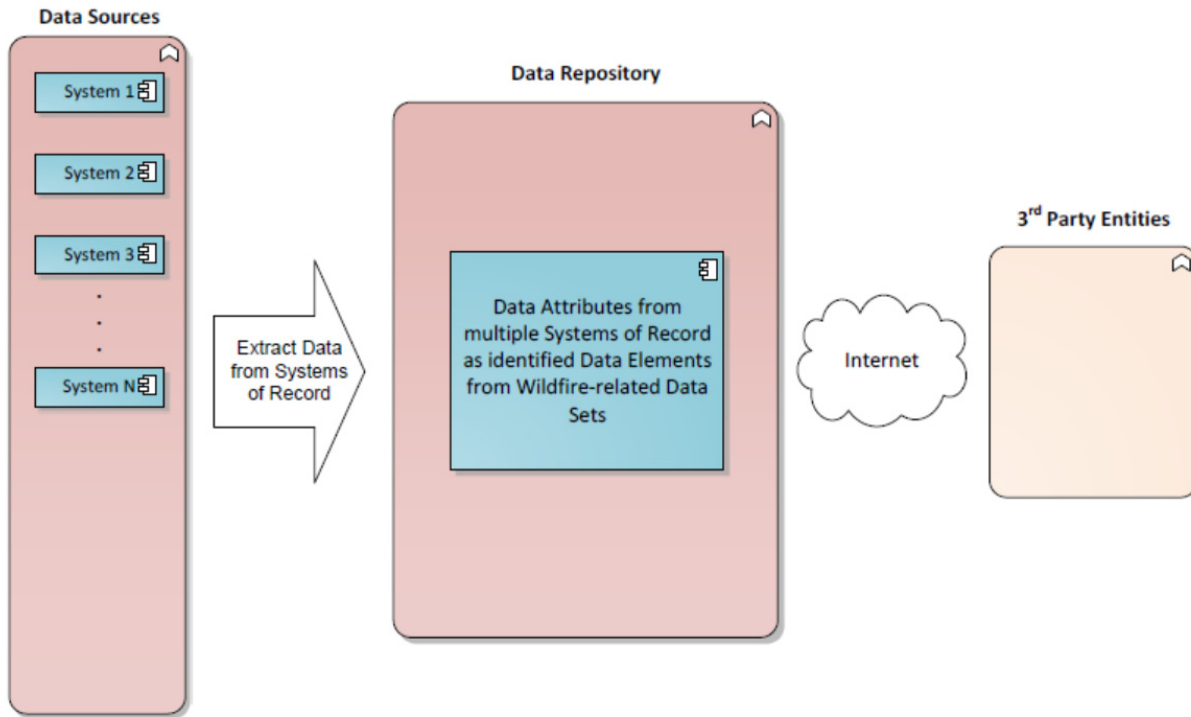 Data Sources
System 1
System 2
System 3
.
.
.
System N
Extract Data
from Systems
of Record
Data Repository
Data Attributes from
multiple Systems of Record
as identified Data Elements
from Wildfire-related Data
Sets
Internet
3rd Party Entities